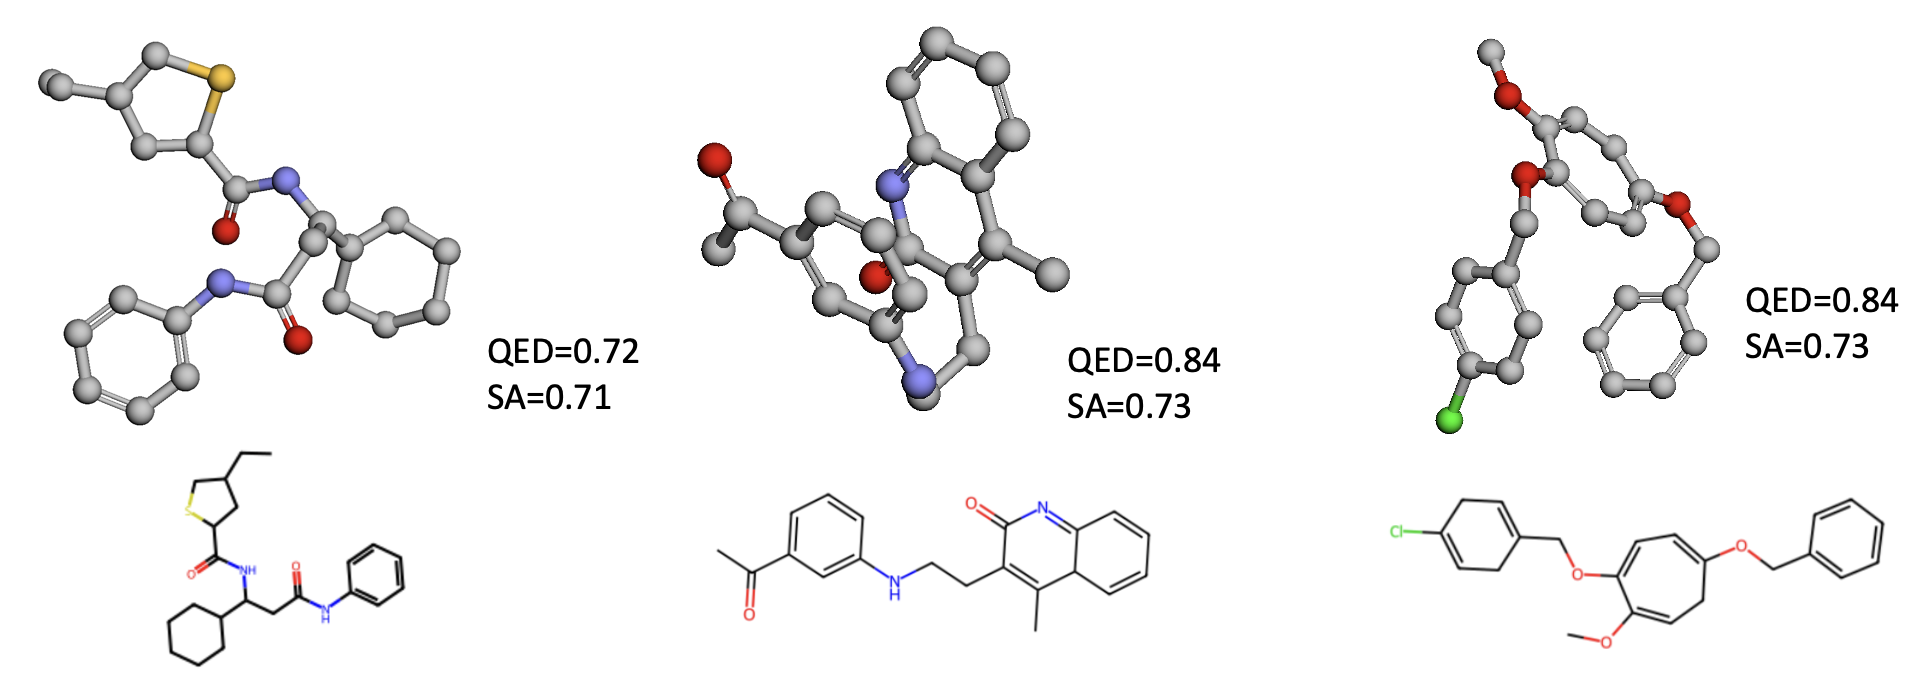 QED=0.72
SA=0.71
QED=0.84
SA=0.73
QED=0.84
SA=0.73
S
O
NH
O
N
H
O
N
O
N
H
Cl
O
O
O